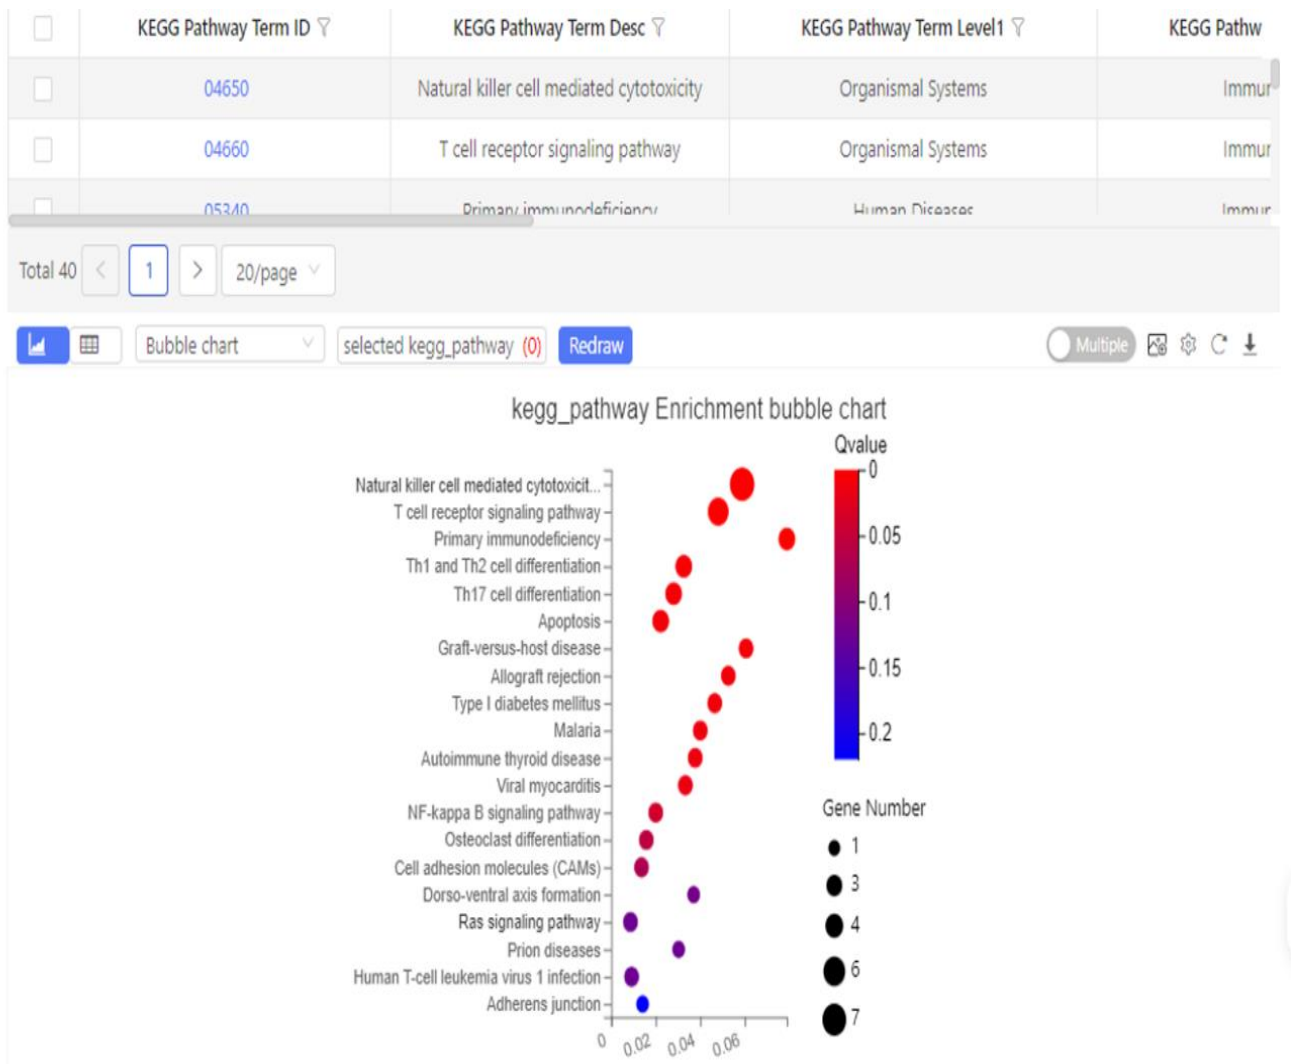 KEGG Pathway Term ID KEGG Pathway Term Desc KEGG Pathway Term Level1 KEGG Pathw
04650 Natural killer cell mediated cytotoxicity Organismal Systems Immur
04660 T cell receptor signaling pathway Organismal Systems Immur
05340 Primary immunodeficiency Human Diseases Immur
Total 40 < 1 > 20/page
Bubble chart selected kegg_pathway (0) Redraw Multiple
kegg_pathway Enrichment bubble chart
Qvalue
0
0.05
0.1
0.15
0.2
Natural killer cell mediated cytotoxicit...
T cell receptor signaling pathway
Primary immunodeficiency
Th1 and Th2 cell differentiation
Th17 cell differentiation
Apoptosis
Graft-versus-host disease
Allograft rejection
Type I diabetes mellitus
Malaria
Autoimmune thyroid disease
Viral myocarditis
NF-kappa B signaling pathway
Osteoclast differentiation
Cell adhesion molecules (CAMs)
Dorso-ventral axis formation
Ras signaling pathway
Prion diseases
Human T-cell leukemia virus 1 infection
Adherens junction
Gene Number
1
3
4
6
7
0 0.02 0.04 0.06